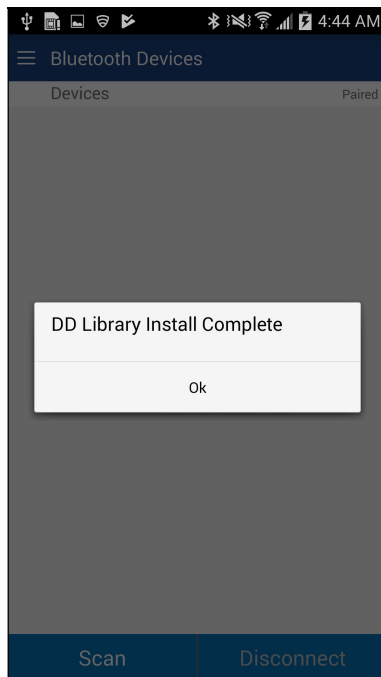 4:44 AM
Bluetooth Devices
Devices Paired
DD Library Install Complete
Ok
Scan Disconnect